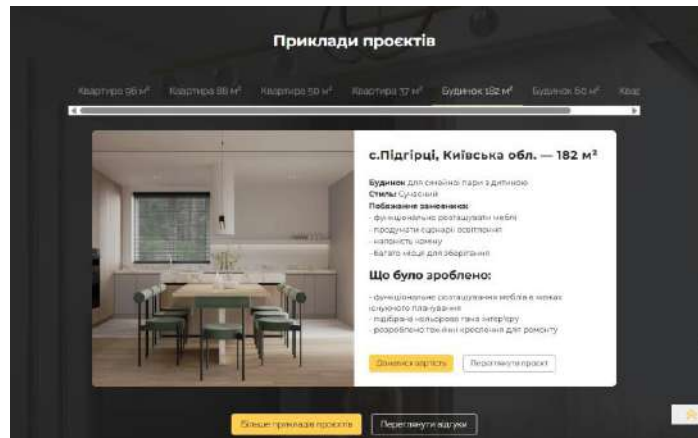 Приклади проєктів
Квартира 96 м² Квартира 86 м² Квартира 50 м² Квартира 37 м² Будинок 182 м² Будинок 60 м² Квар
с.Підгірці, Київська обл. — 182 м²
Будинок для сімейної пари з дитиною
Стиль: Сучасний
Побажання замовника:
- функціонально розташувати меблі
- продумати сценарії освітлення
- наявність каміну
- багато місця для зберігання
Що було зроблено:
- функціональне розташування меблів в межах
існуючого планування
- підібрана кольорова гама інтер'єру
- розроблено технічні креслення для ремонту
Дізнатися вартість Переглянути проєкт
Більше прикладів проєктів Переглянути відгуки